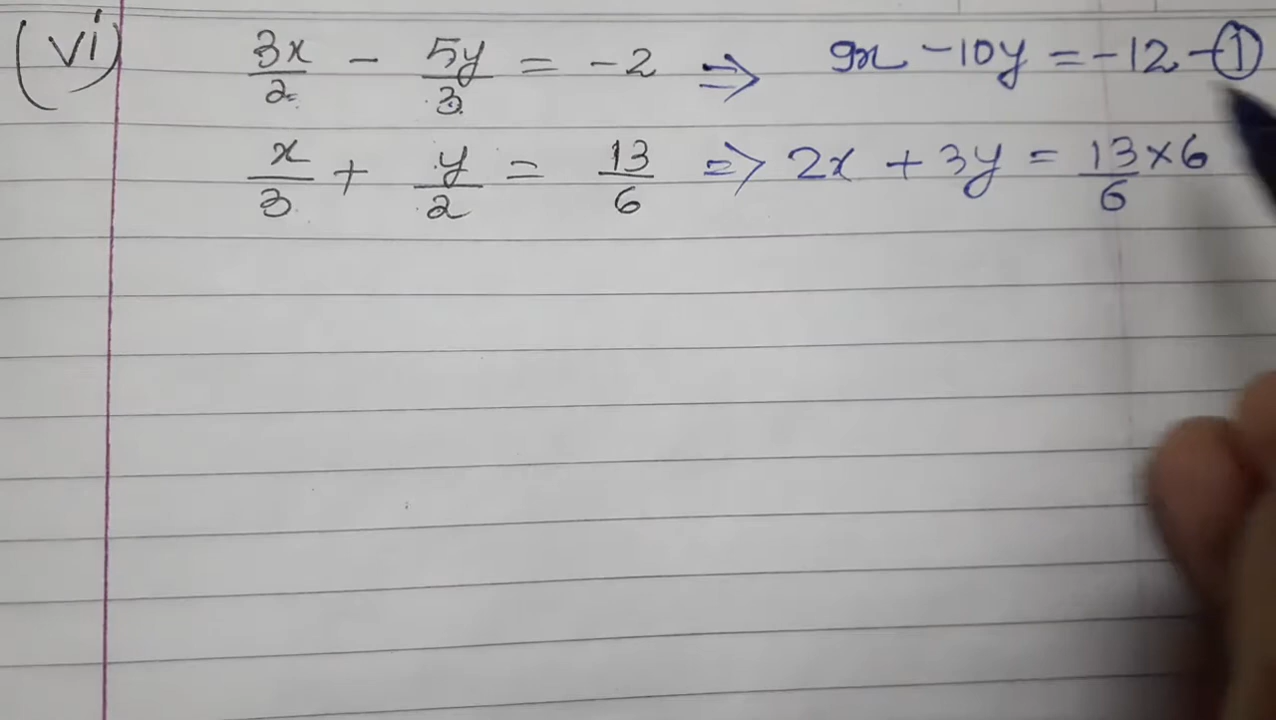 (vi) 3x/2 - 5y/3 = -2 ⇒ 9x - 10y = -12 - ①
x/3 + y/2 = 13/6 ⇒ 2x + 3y = 13/6 × 6